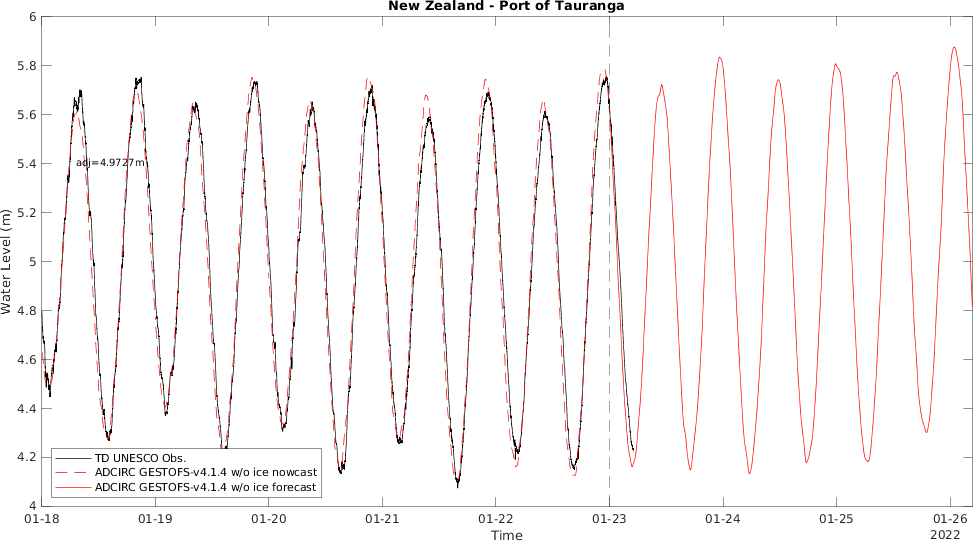 New Zealand - Port of Tauranga
6
5.8
5.6
5.4
5.2
5
4.8
4.6
4.4
4.2
4
Water Level (m)
adj=4.9727m
TD UNESCO Obs.
ADCIRC GESTOFS-v4.1.4 w/o ice nowcast
ADCIRC GESTOFS-v4.1.4 w/o ice forecast
01-18 01-19 01-20 01-21 01-22 01-23 01-24 01-25 01-26
Time 2022